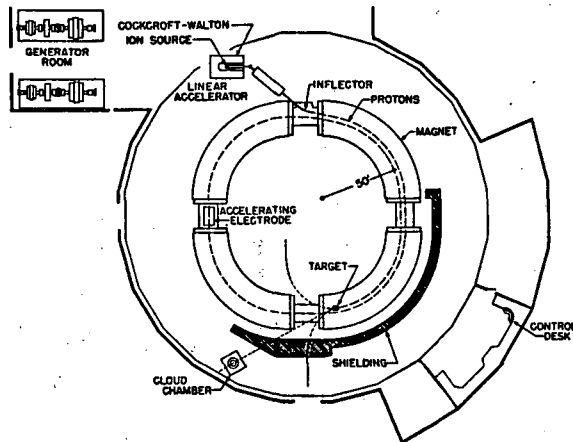 COCKCROFT-WALTON
ION SOURCE
GENERATOR
ROOM
LINEAR
ACCELERATOR
INFLECTOR
PROTONS
MAGNET
50'
ACCELERATING
ELECTRODE
TARGET
SHIELDING
CONTROL
DESK
CLOUD
CHAMBER